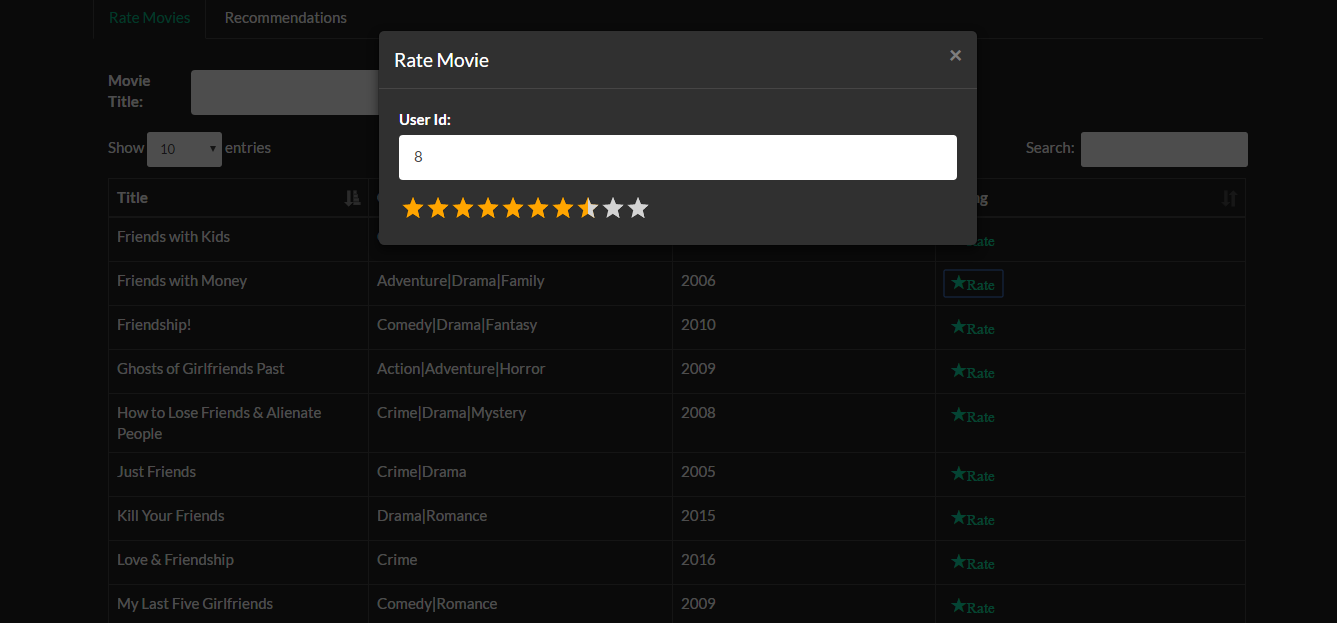 Rate Movies Recommendations
Rate Movie ×
Movie
Title:
User Id:
8
Show 10 entries Search:
Title
Friends with Kids
Friends with Money Adventure|Drama|Family 2006 Rate
Friendship! Comedy|Drama|Fantasy 2010 Rate
Ghosts of Girlfriends Past Action|Adventure|Horror 2009 Rate
How to Lose Friends & Alienate Crime|Drama|Mystery 2008 Rate
People
Just Friends Crime|Drama 2005 Rate
Kill Your Friends Drama|Romance 2015 Rate
Love & Friendship Crime 2016 Rate
My Last Five Girlfriends Comedy|Romance 2009 Rate